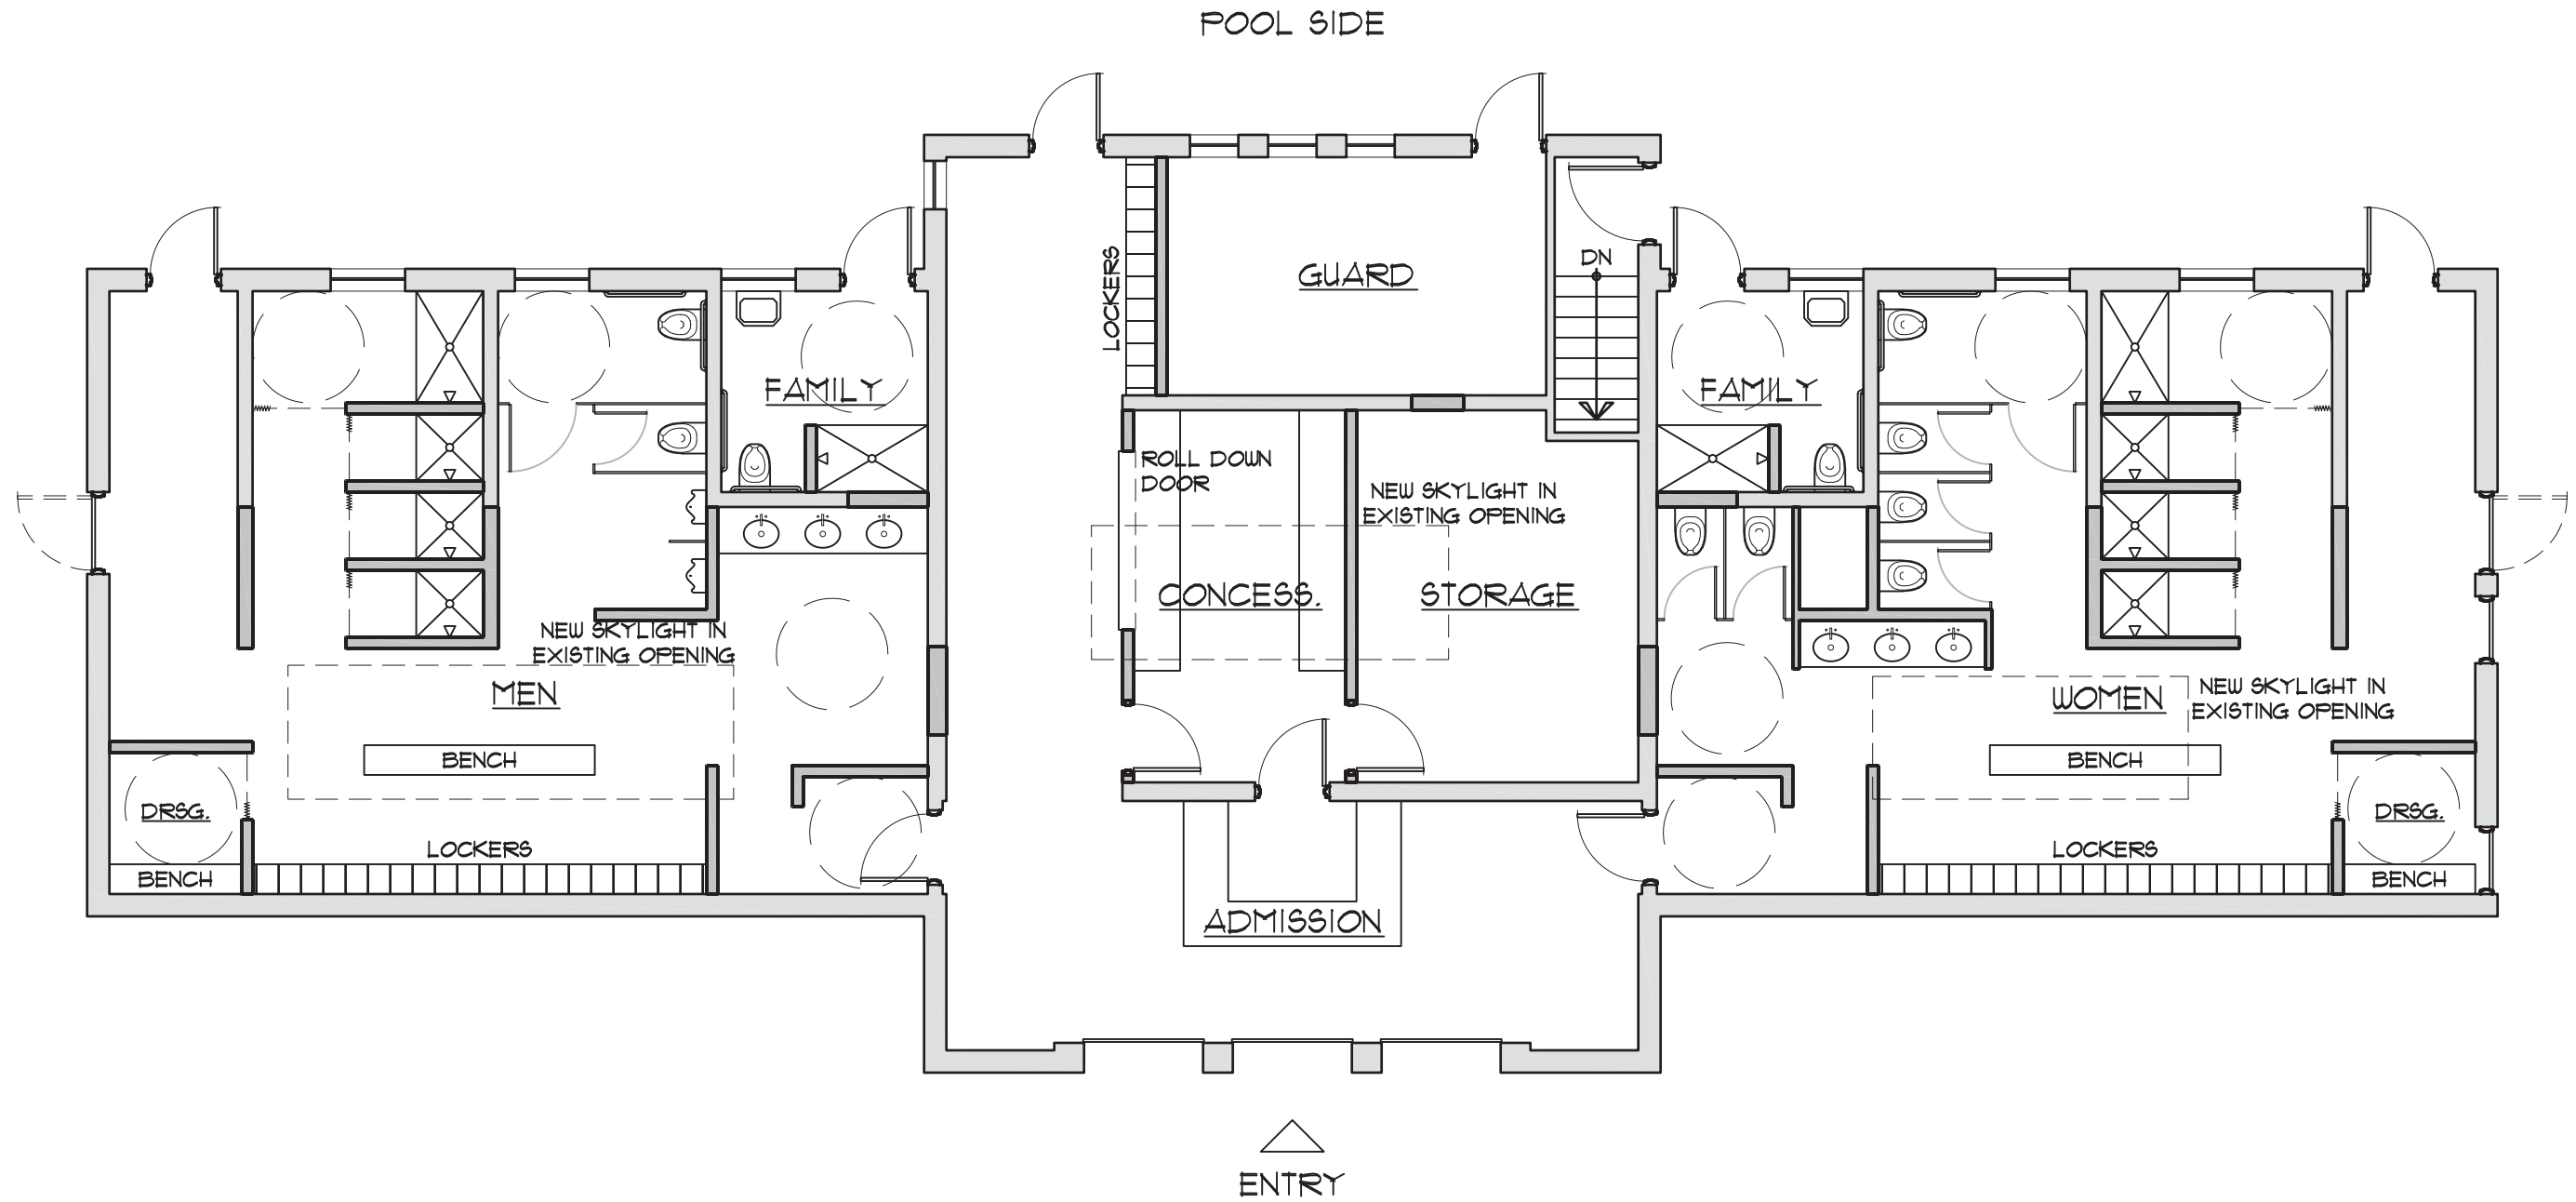 POOL SIDE
LOCKERS
GUARD
DN
FAMILY
FAMILY
ROLL DOWN
DOOR
NEW SKYLIGHT IN
EXISTING OPENING
CONCESS.
STORAGE
NEW SKYLIGHT IN
EXISTING OPENING
MEN
WOMEN
NEW SKYLIGHT IN
EXISTING OPENING
BENCH
BENCH
DRSG.
DRSG.
LOCKERS
LOCKERS
BENCH
BENCH
ADMISSION
ENTRY